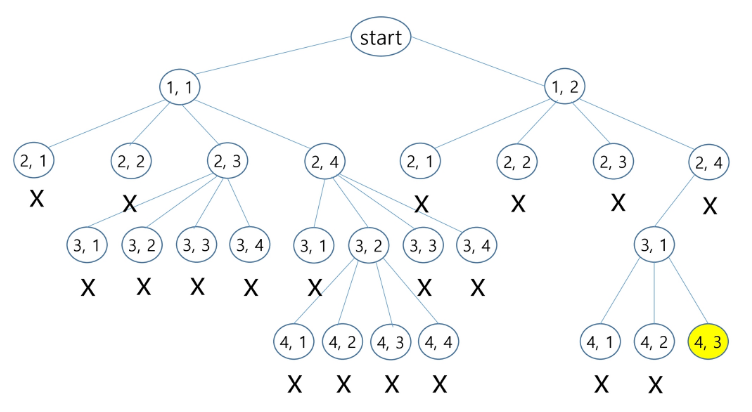 start
1, 1 1, 2
2, 1 2, 2 2, 3 2, 4 2, 1 2, 2 2, 3 2, 4
X X X X X X
3, 1 3, 2 3, 3 3, 4 3, 1 3, 2 3, 3 3, 4 3, 1
X X X X X X X
4, 1 4, 2 4, 3 4, 4 4, 1 4, 2 4, 3
X X X X X X